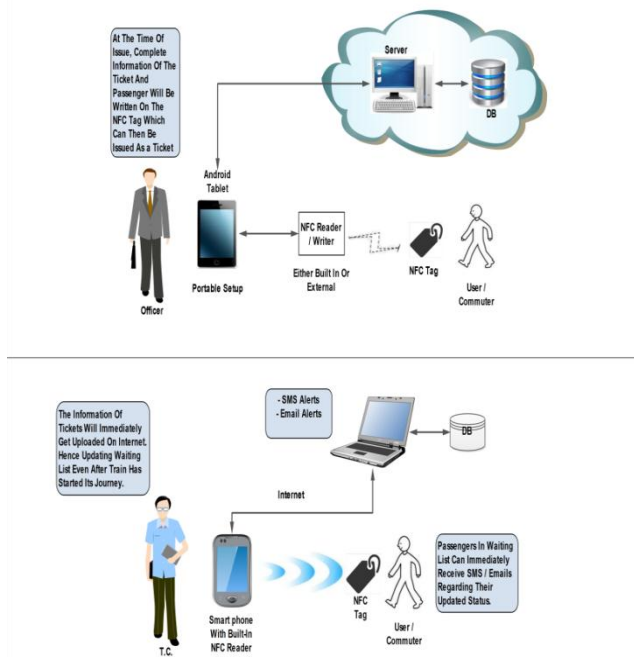 At The Time Of
Issue, Complete
Information Of The
Ticket And
Passenger Will Be
Written On The
NFC Tag Which
Can Then Be
Issued As a Ticket
Server
DB
Android
Tablet
NFC Reader
/ Writer
Officer
Portable Setup
Either Built In Or
External
NFC Tag
User /
Commuter
The Information Of
Tickets Will Immediately
Get Uploaded On Internet.
Hence Updating Waiting
List Even After Train Has
Started Its Journey.
- SMS Alerts
- Email Alerts
DB
Internet
Passengers In Waiting
List Can Immediately
Receive SMS / Emails
Regarding Their
Updated Status.
T.C.
Smart phone
With Built-In
NFC Reader
NFC
Tag
User /
Commuter